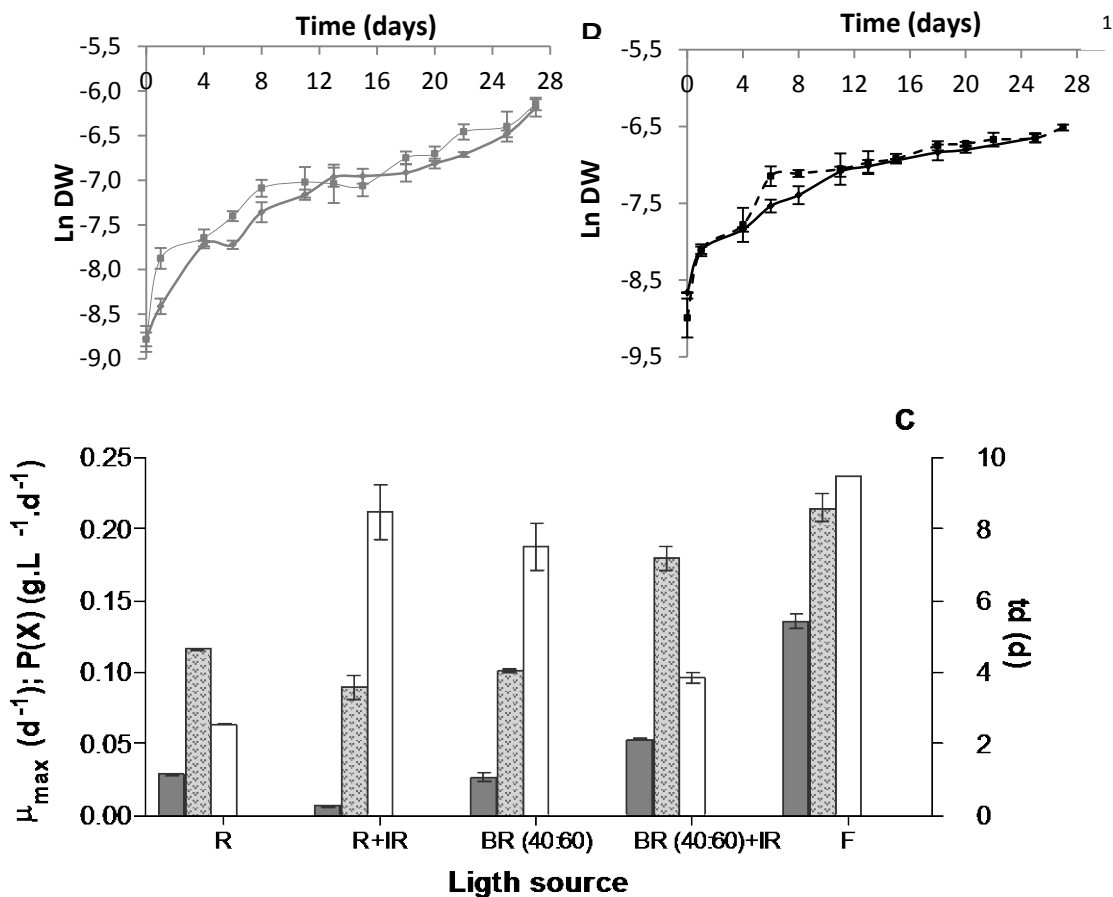 Time (days)
-5,5
0 4 8 12 16 20 24 28
-6,0
-6,5
-7,0
-7,5
-8,0
-8,5
-9,0
Ln DW
D
Time (days)
1
-5,5
0 4 8 12 16 20 24 28
-6,5
-7,5
-8,5
-9,5
Ln DW
C
0.25
0.20
0.15
0.10
0.05
0.00
μmax (d-1); P(X) (g.L -1.d-1)
10
8
6
4
2
0
td (d)
R R+IR BR (40:60) BR (40:60)+IR F
Ligth source